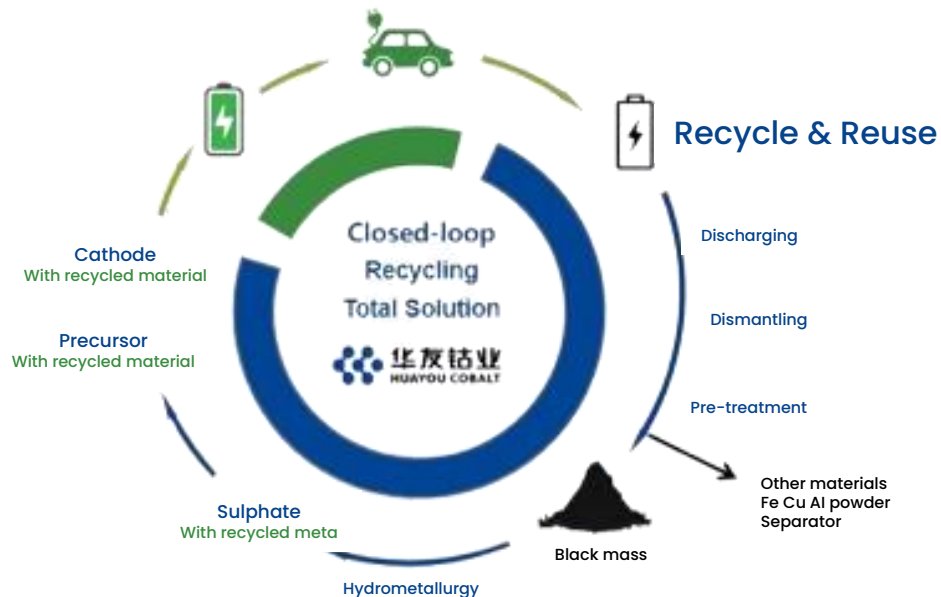 Recycle & Reuse
Closed-loop
Recycling
Total Solution
华友钴业
HUAYOU COBALT
Discharging
Dismantling
Pre-treatment
Other materials
Fe Cu Al powder
Separator
Black mass
Hydrometallurgy
Sulphate
With recycled meta
Precursor
With recycled material
Cathode
With recycled material